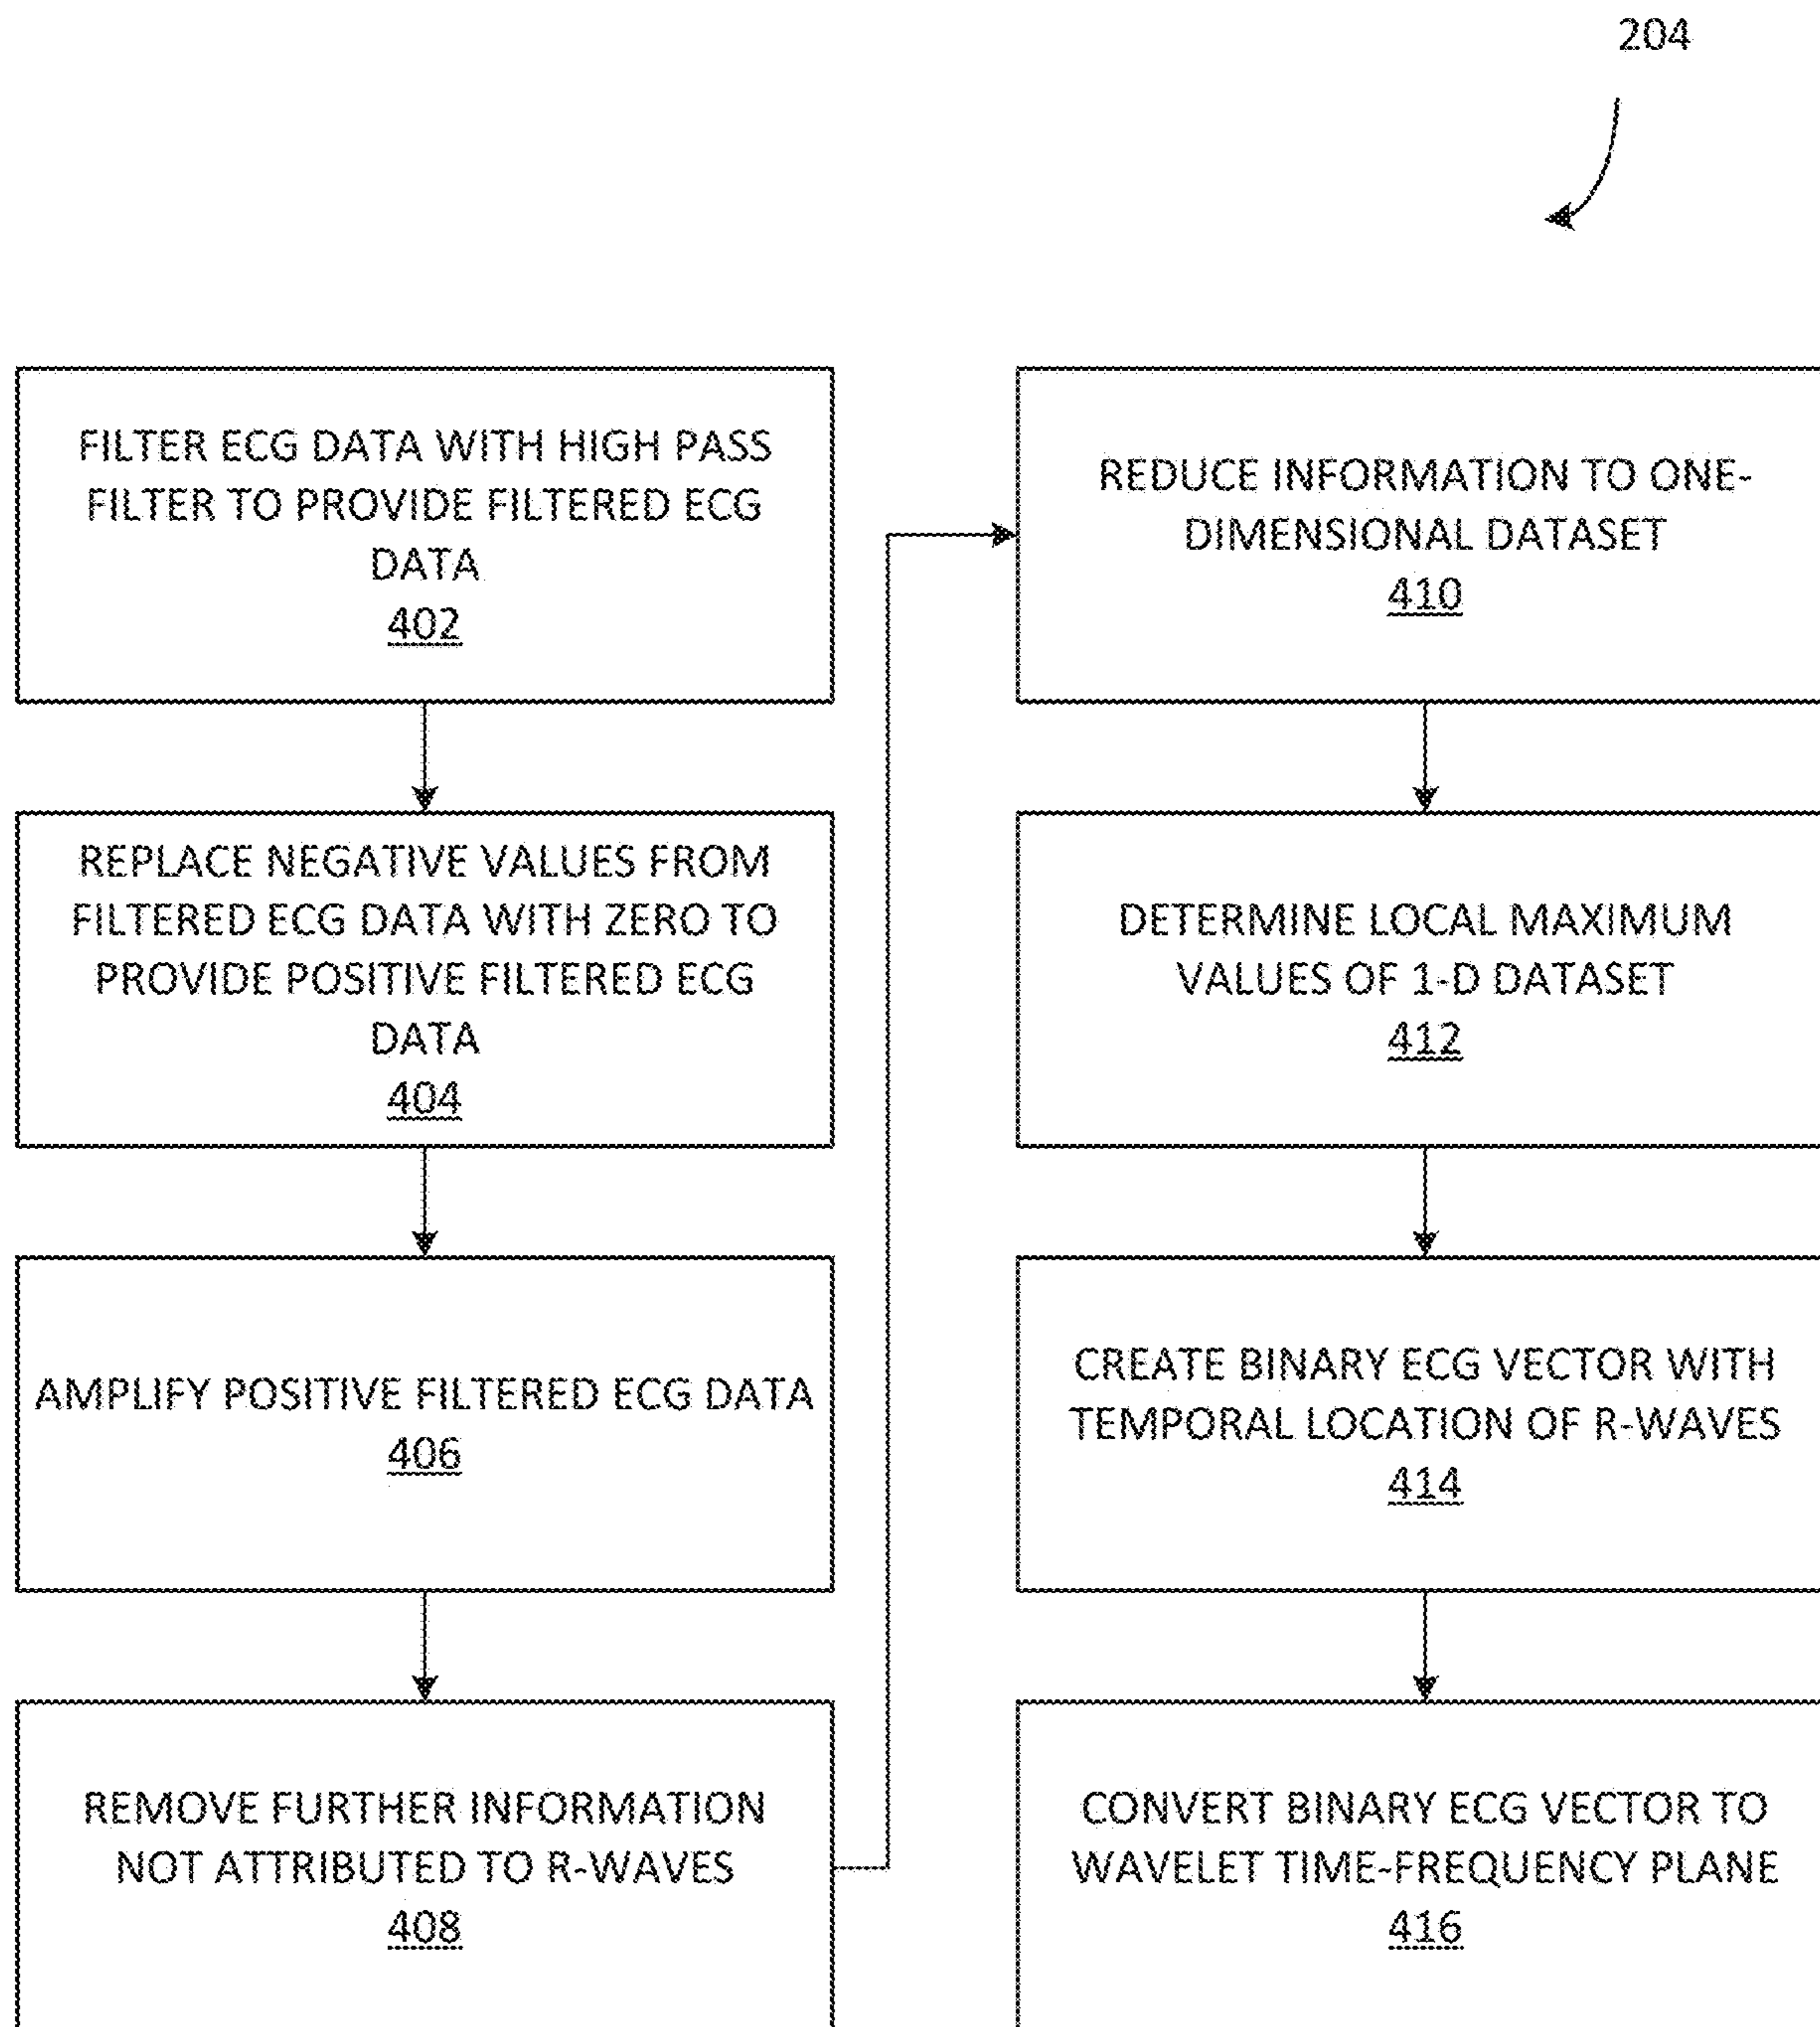 204
FILTER ECG DATA WITH HIGH PASS
FILTER TO PROVIDE FILTERED ECG
DATA
402
REPLACE NEGATIVE VALUES FROM
FILTERED ECG DATA WITH ZERO TO
PROVIDE POSITIVE FILTERED ECG
DATA
404
AMPLIFY POSITIVE FILTERED ECG DATA
406
REMOVE FURTHER INFORMATION
NOT ATTRIBUTED TO R-WAVES
408
REDUCE INFORMATION TO ONE-
DIMENSIONAL DATASET
410
DETERMINE LOCAL MAXIMUM
VALUES OF 1-D DATASET
412
CREATE BINARY ECG VECTOR WITH
TEMPORAL LOCATION OF R-WAVES
414
CONVERT BINARY ECG VECTOR TO
WAVELET TIME-FREQUENCY PLANE
416